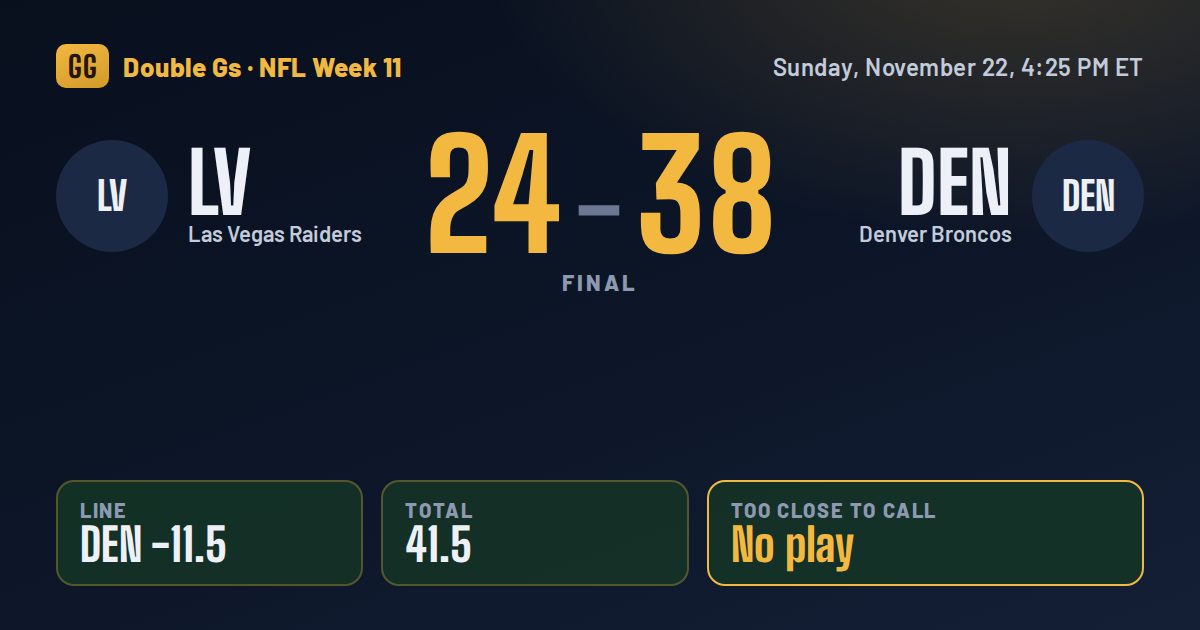 GG Double Gs · NFL Week 11
Sunday, November 22, 4:25 PM ET
LV
LV
Las Vegas Raiders
24 – 38
FINAL
DEN
Denver Broncos
DEN
LINE
DEN −11.5
TOTAL
41.5
TOO CLOSE TO CALL
No play